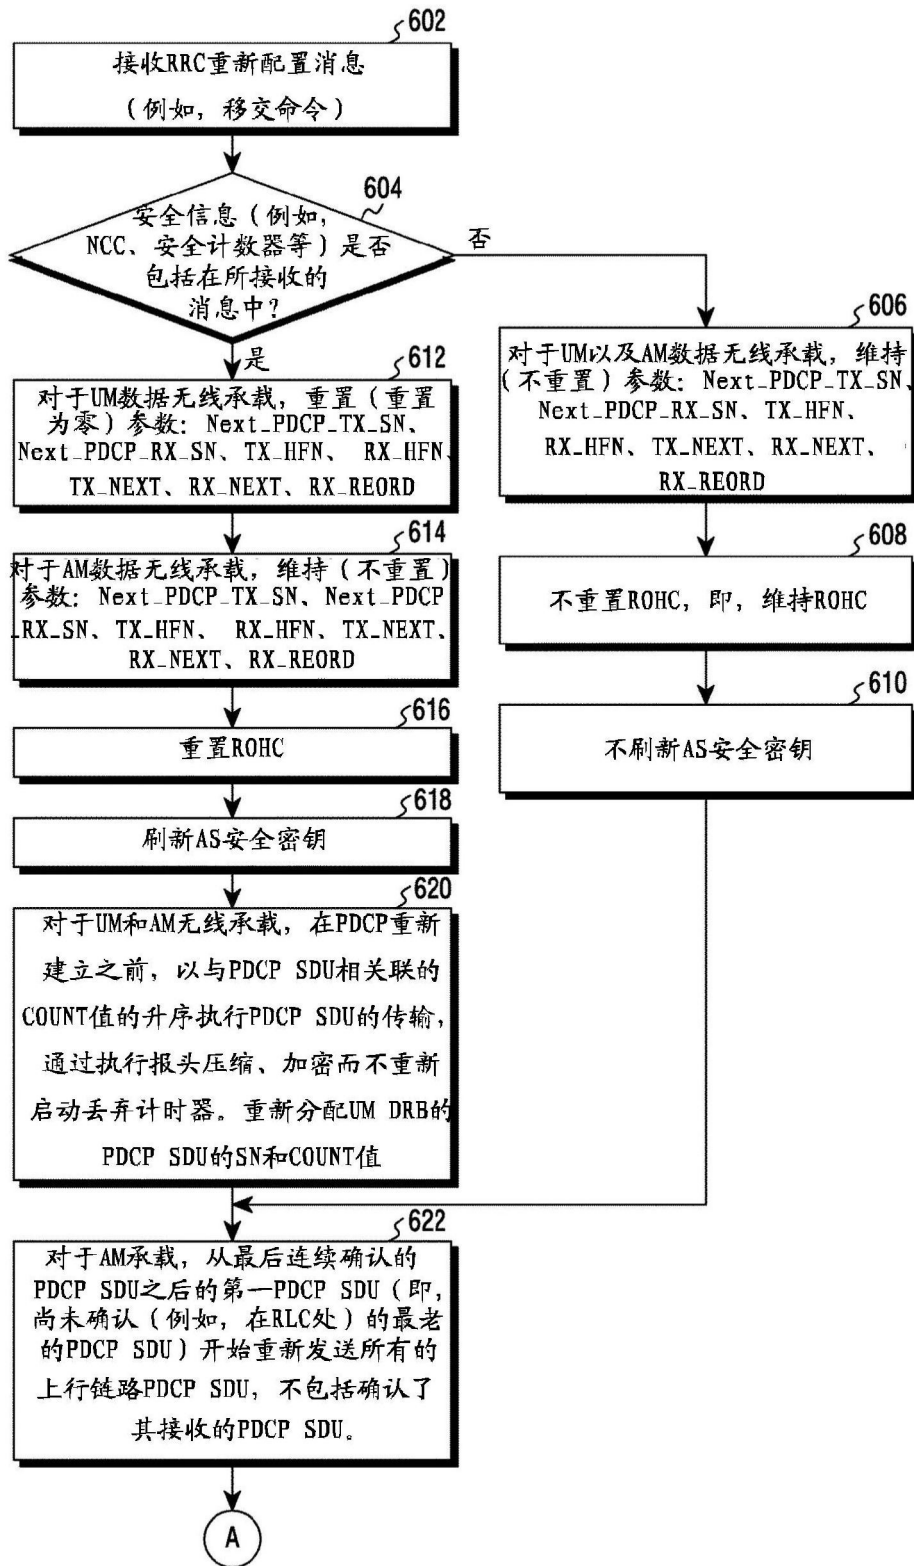 602
接收RRC重新配置消息
(例如，移交命令)
604
安全信息(例如，
NCC、安全计数器等)是否
包括在所接收的
消息中?
否
是
606
对于UM以及AM数据无线承载，维持
(不重置)参数: Next_PDCP_TX_SN、
Next_PDCP_RX_SN、TX_HFN、
RX_HFN、TX_NEXT、RX_NEXT、
RX_REORD
608
不重置ROHC，即，维持ROHC
610
不刷新AS安全密钥
612
对于UM数据无线承载，重置(重置
为零)参数: Next_PDCP_TX_SN、
Next_PDCP_RX_SN、TX_HFN、 RX_HFN、
TX_NEXT、RX_NEXT、RX_REORD
614
对于AM数据无线承载，维持(不重置)
参数: Next_PDCP_TX_SN、Next_PDCP
_RX_SN、TX_HFN、 RX_HFN、TX_NEXT、
RX_NEXT、RX_REORD
616
重置ROHC
618
刷新AS安全密钥
620
对于UM和AM无线承载，在PDCP重新
建立之前，以与PDCP SDU相关联的
COUNT值的升序执行PDCP SDU的传输，
通过执行报头压缩、加密而不重新
启动丢弃计时器。重新分配UM DRB的
PDCP SDU的SN和COUNT值
622
对于AM承载，从最后连续确认的
PDCP SDU之后的第一PDCP SDU(即，
尚未确认(例如，在RLC处)的最老
的PDCP SDU)开始重新发送所有的
上行链路PDCP SDU，不包括确认了
其接收的PDCP SDU。
A